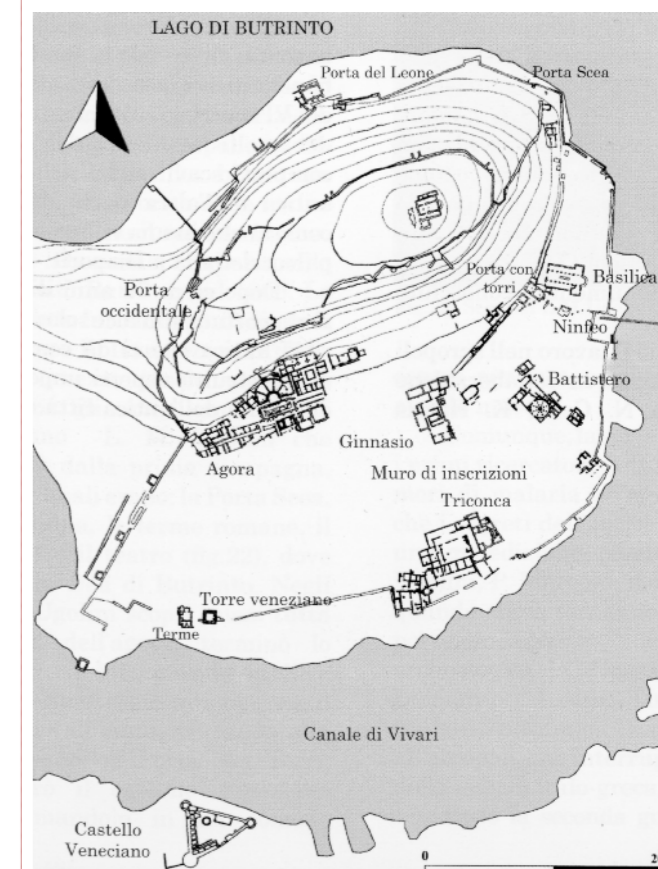 LAGO DI BUTRINTO
Porta del Leone
Porta Scea
Porta con
torri
Basilica
Porta
occidentale
Ninfeo
Battistero
Ginnasio
Agora
Muro di inscrizioni
Triconca
Torre veneziano
Terme
Canale di Vivari
Castello
Veneciano
0